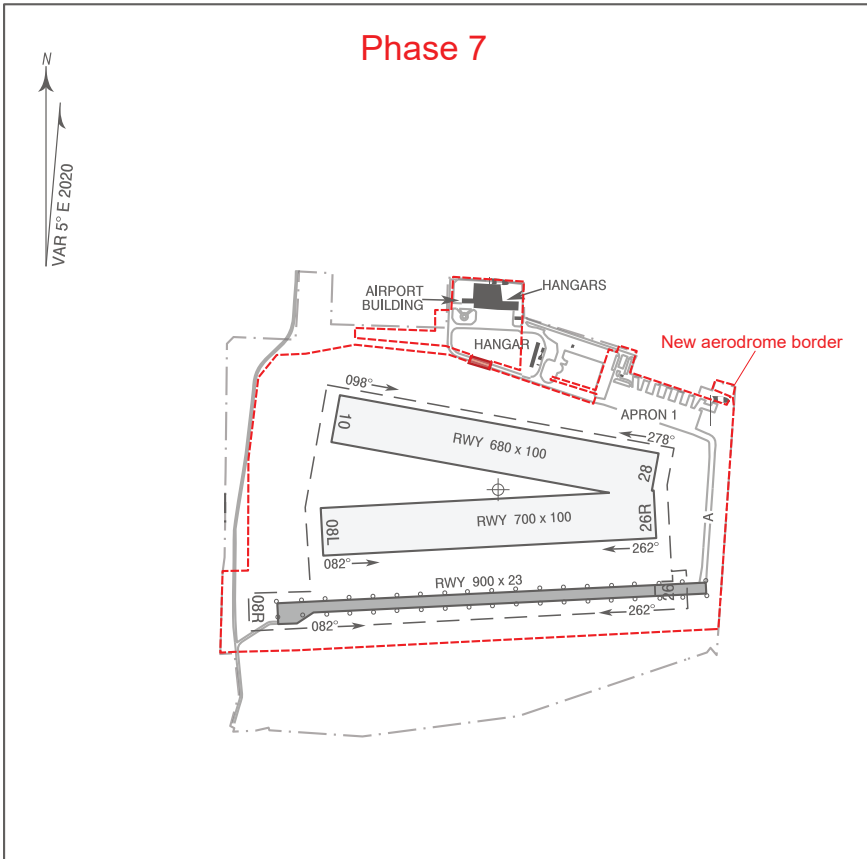 Phase 7
N
VAR 5° E 2020
AIRPORT
BUILDING
HANGARS
HANGAR
New aerodrome border
APRON 1
098°
10
RWY 680 x 100
278°
28
08L
RWY 700 x 100
26R
A
082°
262°
RWY 900 x 23
08R
26L
082°
262°